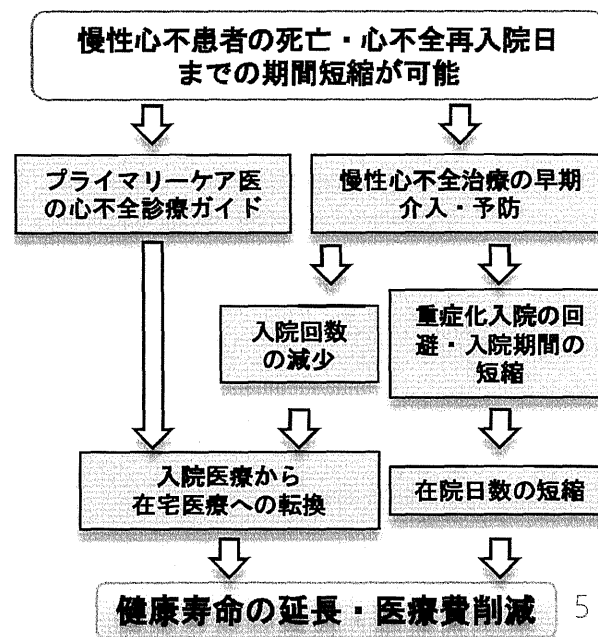 慢性心不患者の死亡・心不全再入院日
までの期間短縮が可能
プライマリーケア医
の心不全診療ガイド
慢性心不全治療の早期
介入・予防
入院回数
の減少
重症化入院の回
避・入院期間の
短縮
入院医療から
在宅医療への転換
在院日数の短縮
健康寿命の延長・医療費削減
5